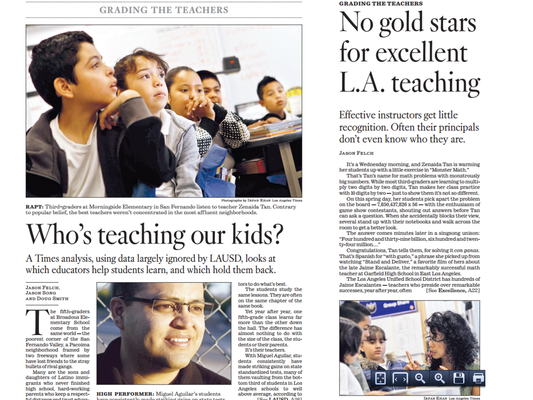 GRADING THE TEACHERS
Photographs by IRFAN KHAN Los Angeles Times
RAPT: Third-graders at Morningside Elementary in San Fernando listen to teacher Zenaida Tan. Contrary
to popular belief, the best teachers weren't concentrated in the most affluent neighborhoods.
Who's teaching our kids?
A Times analysis, using data largely ignored by LAUSD, looks at
which educators help students learn, and which hold them back.
JASON FELCH,
JASON SONG
AND DOUG SMITH
The fifth-graders
at Broadous Ele-
mentary School
come from the
same world — the
poorest corner of the San
Fernando Valley, a Pacoima
neighborhood framed by
two freeways where some
have lost friends to the stray
bullets of rival gangs.
Many are the sons and
daughters of Latino immi-
grants who never finished
high school, hard-working
parents who keep a respect-
HIGH PERFORMER: Miguel Aguilar's students
have consistently made striking gains on state tests
tors to do what's best.
The students study the
same lessons. They are often
on the same chapter of the
same book.
Yet year after year, one
fifth-grade class learns far
more than the other down
the hall. The difference has
almost nothing to do with
the size of the class, the stu-
dents or their parents.
It's their teachers.
With Miguel Aguilar, stu-
dents consistently have
made striking gains on state
standardized tests, many of
them vaulting from the bot-
tom third of students in Los
Angeles schools to well
above average, according to
GRADING THE TEACHERS
No gold stars
for excellent
L.A. teaching
Effective instructors get little
recognition. Often their principals
don't even know who they are.
JASON FELCH
It's a Wednesday morning, and Zenaida Tan is warming
her students up with a little exercise in "Monster Math."
That's Tan's name for math problems with monstrously
big numbers. While most third-graders are learning to multi-
ply two digits by two digits, Tan makes her class practice
with 10 digits by two — just to show them it's not so different.
On this spring day, her students pick apart the problem
on the board — 7,850,437,826 x 56 — with the enthusiasm of
game show contestants, shouting out answers before Tan
can ask a question. When she accidentally blocks their view,
several stand up with their notebooks and walk across the
room to get a better look.
The answer comes minutes later in a singsong unison:
"Four hundred and thirty-nine billion, six hundred and twen-
ty-four million...."
Congratulations, Tan tells them, for solving it con ganas.
That's Spanish for "with gusto," a phrase she picked up from
watching "Stand and Deliver," a favorite film of hers about
the late Jaime Escalante, the remarkably successful math
teacher at Garfield High School in East Los Angeles.
The Los Angeles Unified School District has hundreds of
Jaime Escalantes — teachers who preside over remarkable
successes, year after year, often [See Excellence, A22]
IRFAN KHAN Los Angeles Times